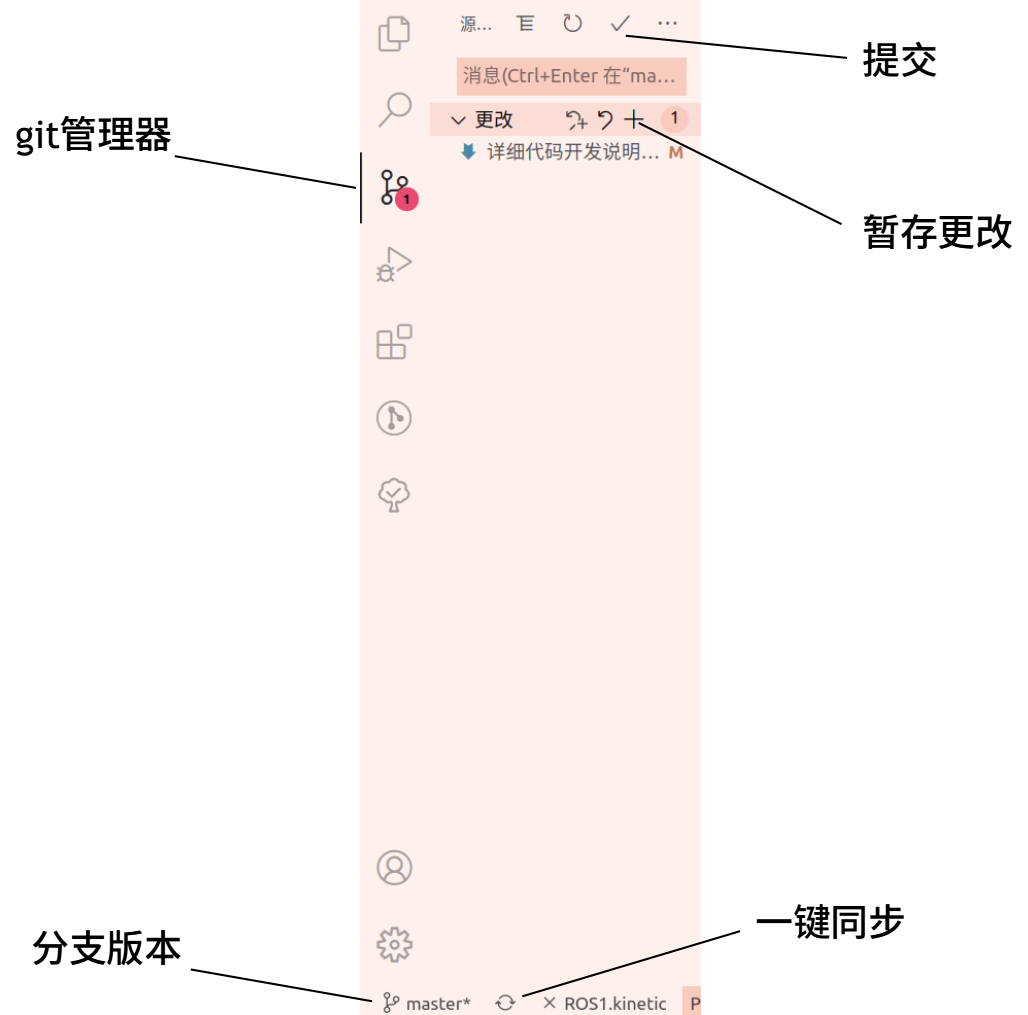 源...
提交
消息(Ctrl+Enter 在“ma...
更改
1
git管理器
详细代码开发说明... M
1
暂存更改
一键同步
分支版本
master*
ROS1.kinetic
P